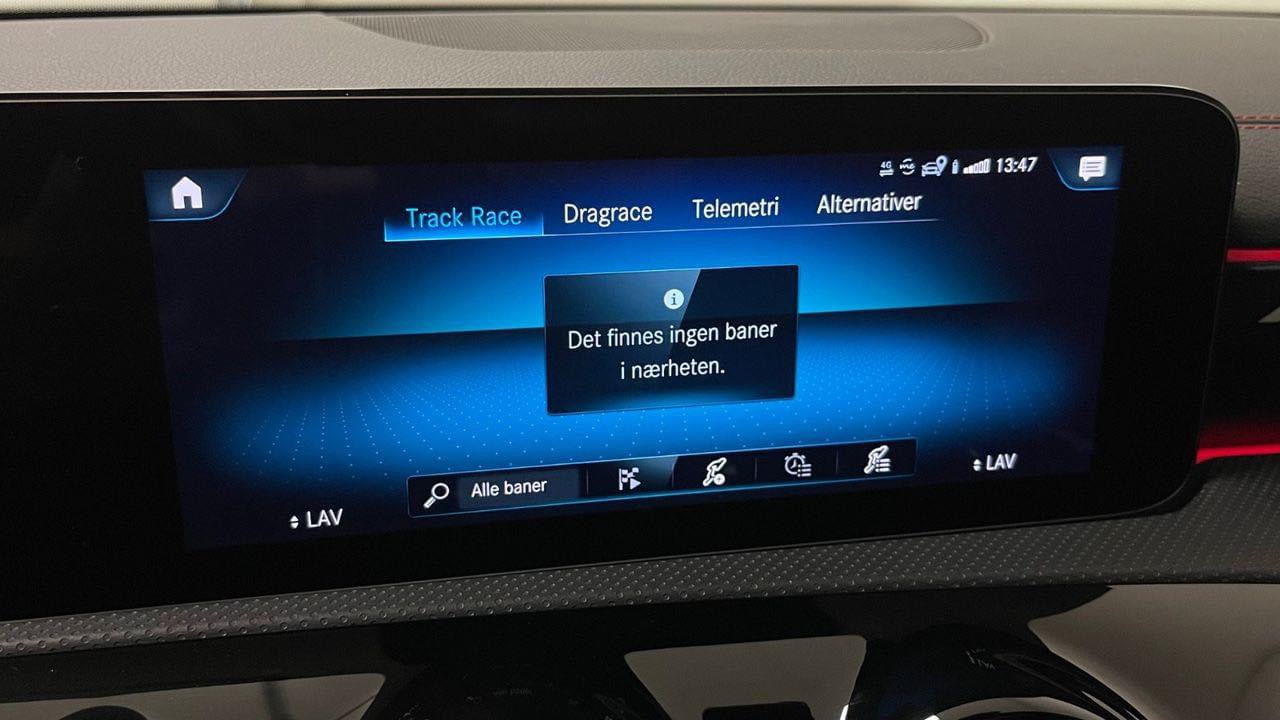 4G 13:47
Track Race Dragrace Telemetri Alternativer
Det finnes ingen baner
i nærheten.
Alle baner
LAV LAV